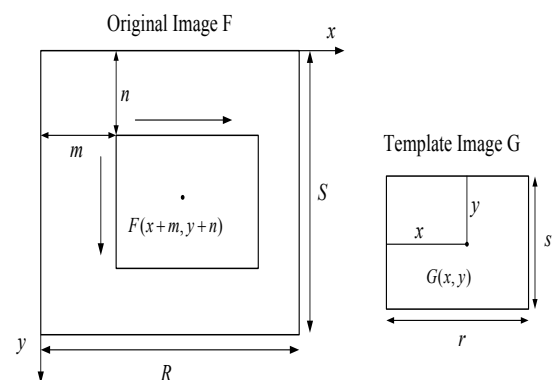 Original Image F
x
n
m
S
F(x+m, y+n)
y
R
Template Image G
y
x
s
G(x, y)
r